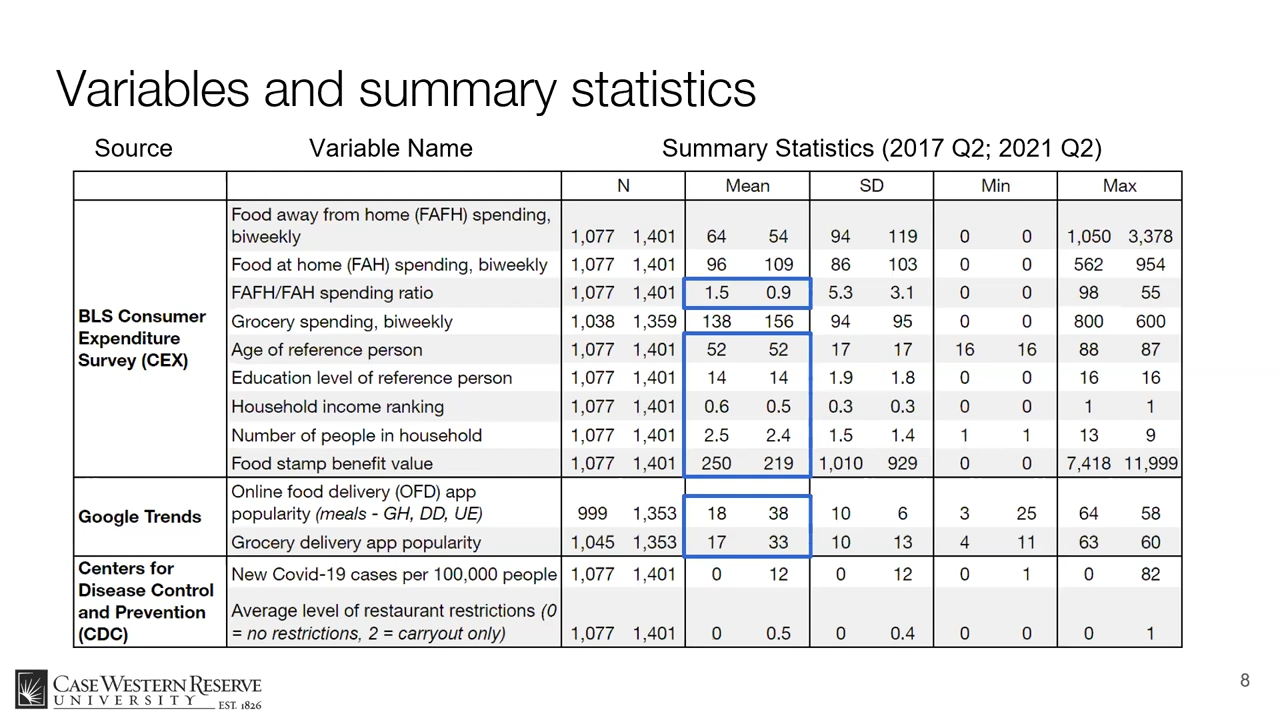 Variables and summary statistics
Source Variable Name Summary Statistics (2017 Q2; 2021 Q2)
N Mean SD Min Max
BLS Consumer
Expenditure
Survey (CEX)
Food away from home (FAFH) spending,
biweekly 1,077 1,401 64 54 94 119 0 0 1,050 3,378
Food at home (FAH) spending, biweekly 1,077 1,401 96 109 86 103 0 0 562 954
FAFH/FAH spending ratio 1,077 1,401 1.5 0.9 5.3 3.1 0 0 98 55
Grocery spending, biweekly 1,038 1,359 138 156 94 95 0 0 800 600
Age of reference person 1,077 1,401 52 52 17 17 16 16 88 87
Education level of reference person 1,077 1,401 14 14 1.9 1.8 0 0 16 16
Household income ranking 1,077 1,401 0.6 0.5 0.3 0.3 0 0 1 1
Number of people in household 1,077 1,401 2.5 2.4 1.5 1.4 1 1 13 9
Food stamp benefit value 1,077 1,401 250 219 1,010 929 0 0 7,418 11,999
Google Trends
Online food delivery (OFD) app
popularity (meals - GH, DD, UE) 999 1,353 18 38 10 6 3 25 64 58
Grocery delivery app popularity 1,045 1,353 17 33 10 13 4 11 63 60
Centers for
Disease Control
and Prevention
(CDC)
New Covid-19 cases per 100,000 people 1,077 1,401 0 12 0 12 0 1 0 82
Average level of restaurant restrictions (0
= no restrictions, 2 = carryout only) 1,077 1,401 0 0.5 0 0.4 0 0 0 1
CASE WESTERN RESERVE
UNIVERSITY EST. 1826
8